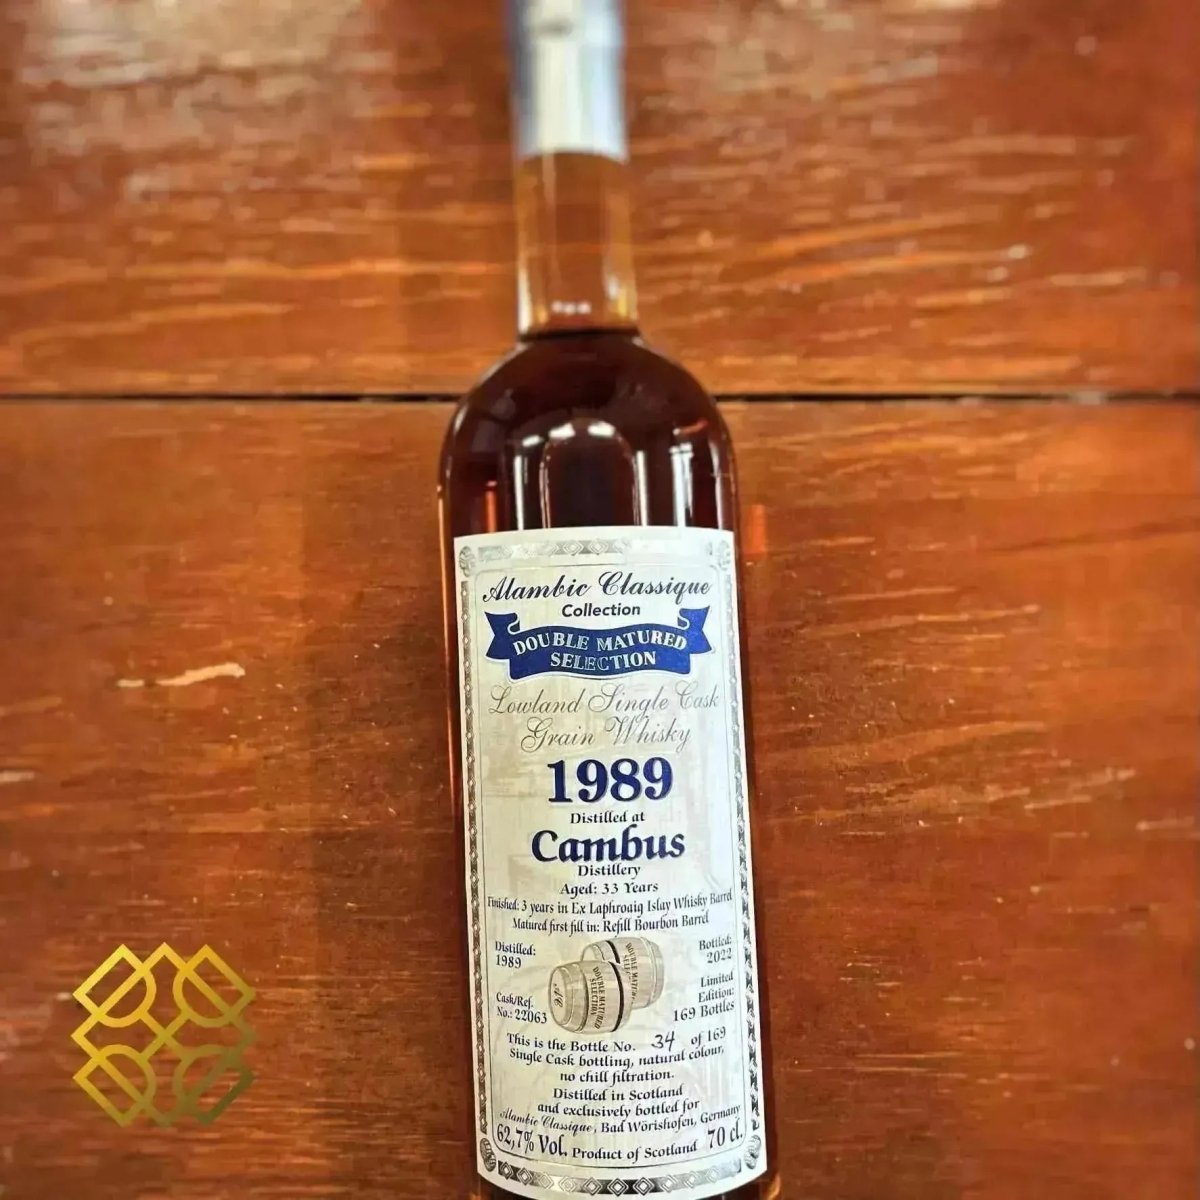 Alambic Classique
Collection
DOUBLE MATURED
SELECTION
Lowland Single Cask
Grain Whisky
1989
Distilled at
Cambus
Distillery
Aged: 33 Years
Finished: 3 years in Ex Laphroaig Islay Whisky Barrel
Matured first fill in: Refill Bourbon Barrel
Distilled:
1989
Bottled:
2022
DOUBLE MATURED
SELECTION
Cask/Ref.
No.: 22063
Limited
Edition:
169 Bottles
This is the Bottle No. 34 of 169
Single Cask bottling, natural colour,
no chill filtration.
Distilled in Scotland
and exclusively bottled for
Alambic Classique, Bad Wörishofen, Germany
62,7% Vol. Product of Scotland 70 cl.